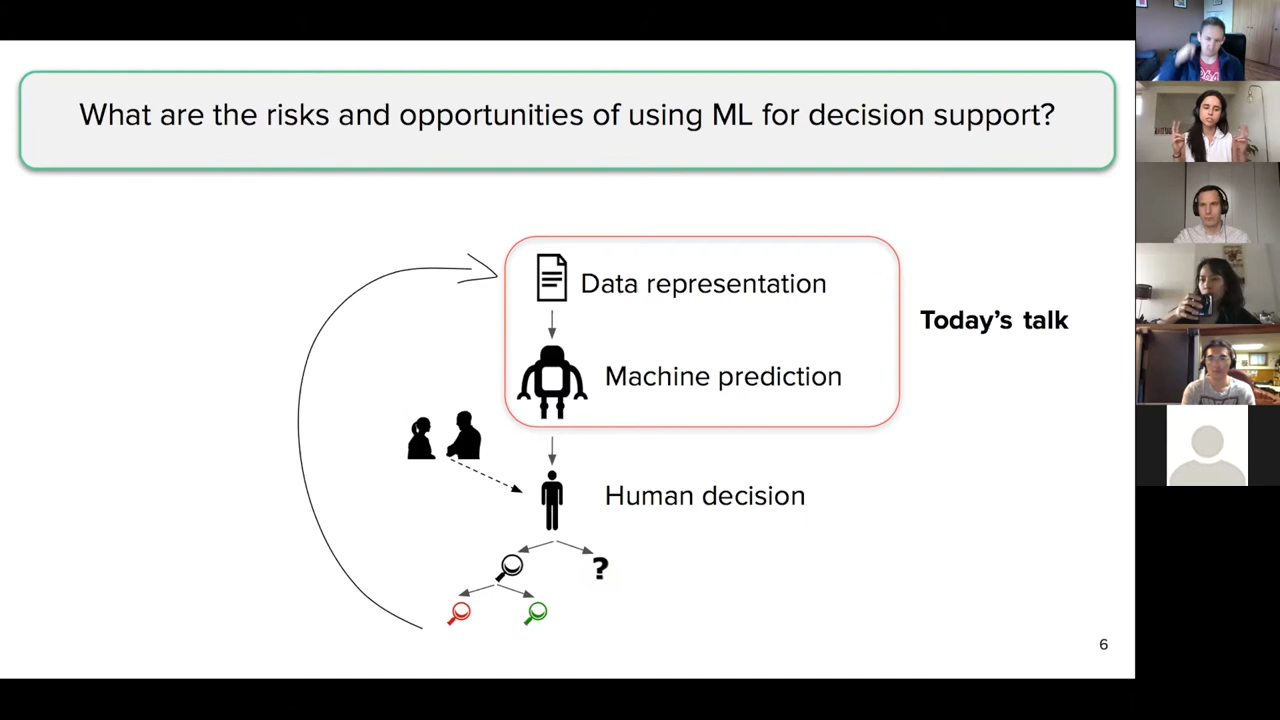 What are the risks and opportunities of using ML for decision support?
Data representation
Today's talk
Machine prediction
Human decision
?
6